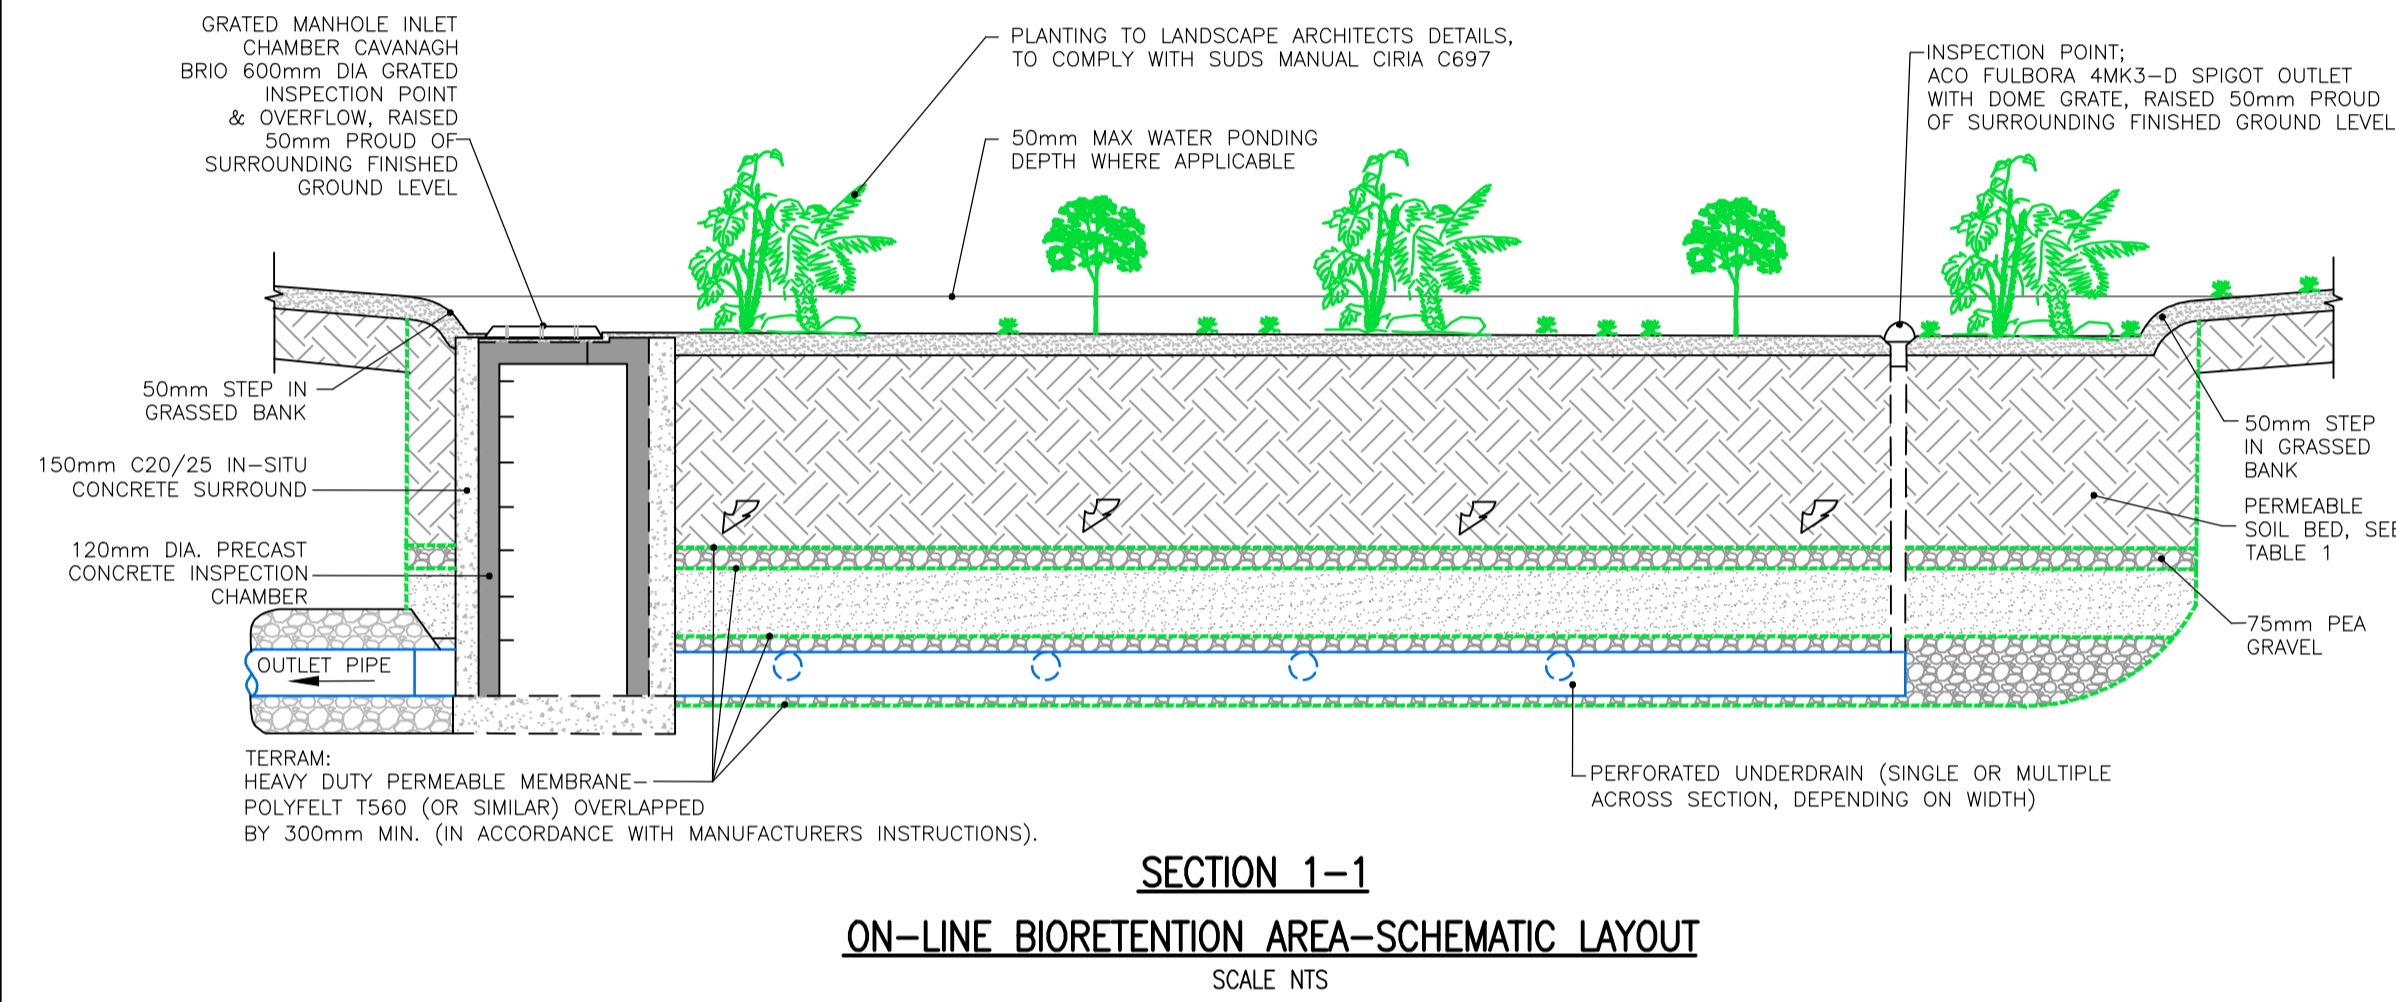 GRATED MANHOLE INLET
CHAMBER CAVANAGH
BRIO 600mm DIA GRATED
INSPECTION POINT
& OVERFLOW, RAISED
50mm PROUD OF
SURROUNDING FINISHED
GROUND LEVEL
PLANTING TO LANDSCAPE ARCHITECTS DETAILS,
TO COMPLY WITH SUDS MANUAL CIRIA C697
50mm MAX WATER PONDING
DEPTH WHERE APPLICABLE
INSPECTION POINT;
ACO FULBORA 4MK3-D SPIGOT OUTLET
WITH DOME GRATE, RAISED 50mm PROUD
OF SURROUNDING FINISHED GROUND LEVEL
50mm STEP IN
GRASSED BANK
150mm C20/25 IN-SITU
CONCRETE SURROUND
120mm DIA. PRECAST
CONCRETE INSPECTION
CHAMBER
OUTLET PIPE
50mm STEP
IN GRASSED
BANK
PERMEABLE
SOIL BED, SEE
TABLE 1
75mm PEA
GRAVEL
TERRAM:
HEAVY DUTY PERMEABLE MEMBRANE-
POLYFELT T560 (OR SIMILAR) OVERLAPPED
BY 300mm MIN. (IN ACCORDANCE WITH MANUFACTURERS INSTRUCTIONS).
PERFORATED UNDERDRAIN (SINGLE OR MULTIPLE
ACROSS SECTION, DEPENDING ON WIDTH)
SECTION 1-1
ON-LINE BIORETENTION AREA-SCHEMATIC LAYOUT
SCALE NTS